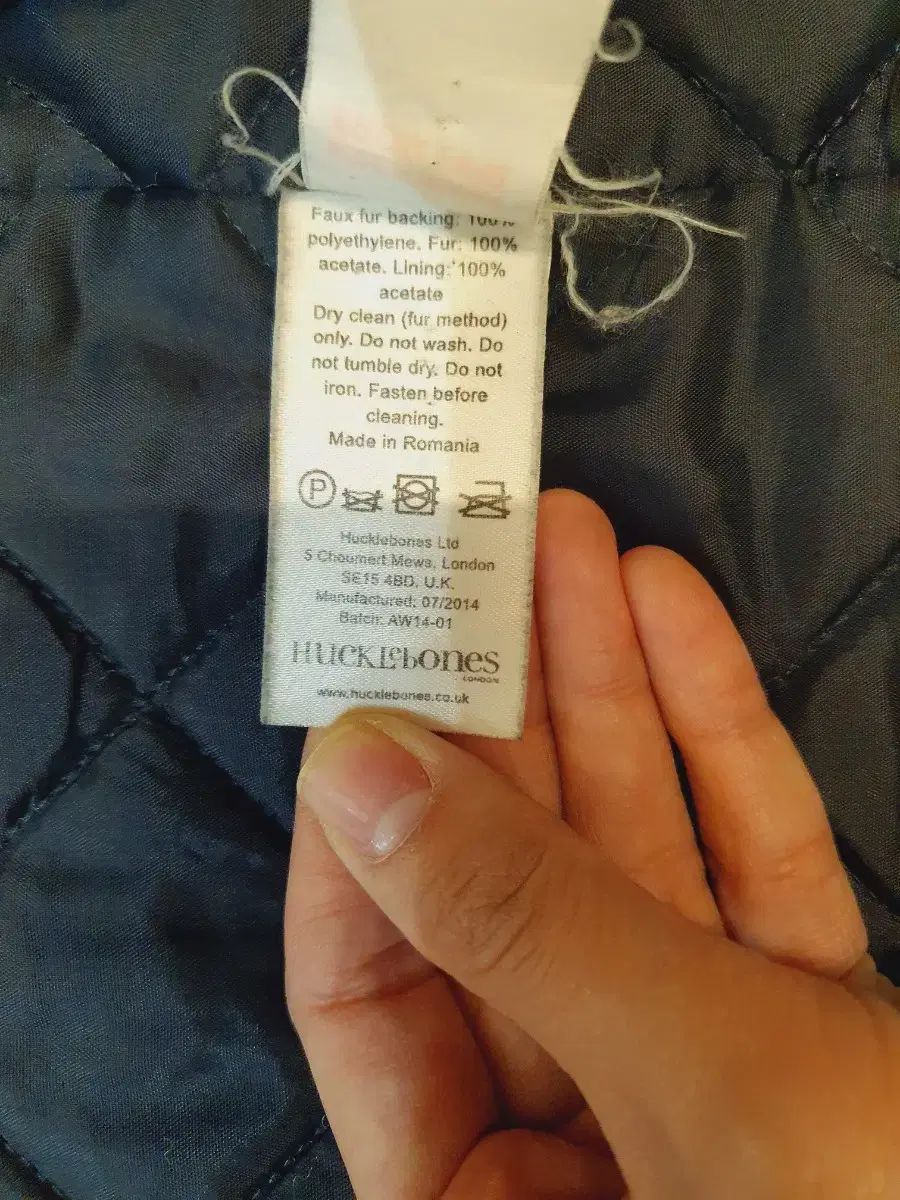 Faux fur backing: 100%
polyethylene. Fur: 100%
acetate. Lining: 100%
acetate
Dry clean (fur method)
only. Do not wash. Do
not tumble dry. Do not
iron. Fasten before
cleaning.
Made in Romania
P
Hucklebones Ltd
5 Choumert Mews, London
SE15 4BD, U.K.
Manufactured: 07/2014
Batch: AW14-01
HUCKLEbONES
LONDON
www.hucklebones.co.uk